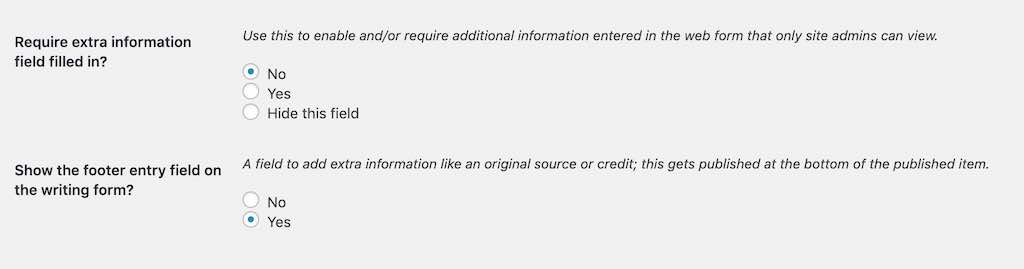 Require extra information
field filled in?
Use this to enable and/or require additional information entered in the web form that only site admins can view.
No
Yes
Hide this field
Show the footer entry field on
the writing form?
A field to add extra information like an original source or credit; this gets published at the bottom of the published item.
No
Yes